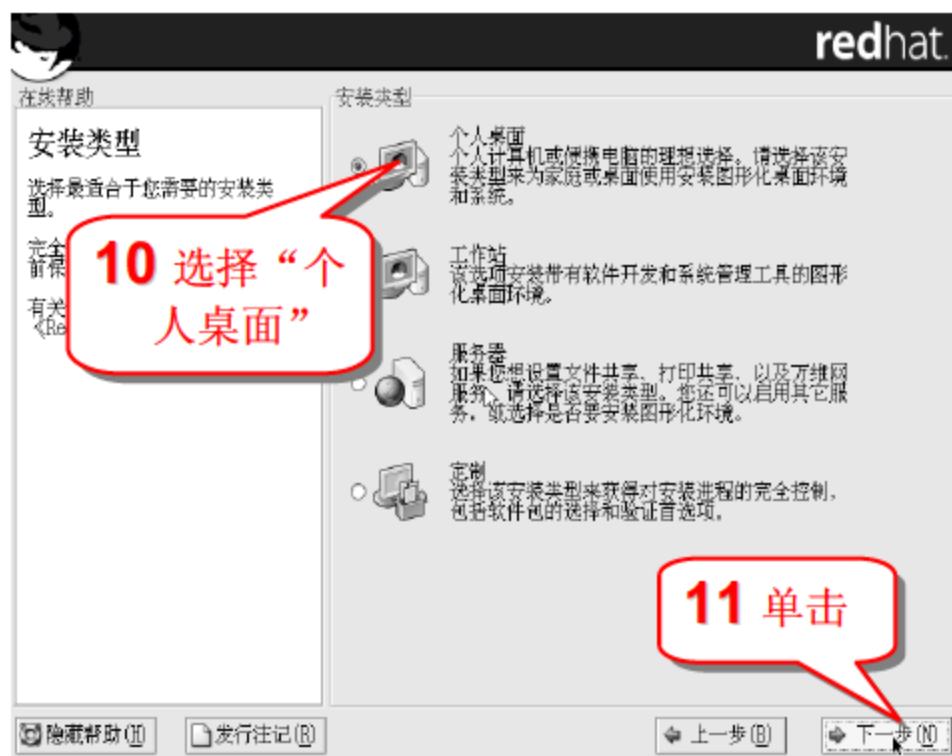 redhat.
在线帮助
安装类型
选择最适合于您需要的安装类
型。
完全
前保
有关
<Re
10 选择“个
人桌面”
安装类型
个人桌面
个人计算机或便携电脑的理想选择。请选择该安
装类型来为家庭或桌面使用安装图形化桌面环境
和系统。
工作站
该选项安装带有软件开发和系统管理工具的图形
化桌面环境。
服务器
如果您想设置文件共享、打印共享、以及万维网
服务，请选择该安装类型。您还可以启用其它服
务，或选择是否要安装图形化环境。
定制
选择该安装类型来获得对安装进程的完全控制，
包括软件包的选择和验证首选项。
11 单击
隐藏帮助(H)
发行注记(R)
上一步(B)
下一步(N)